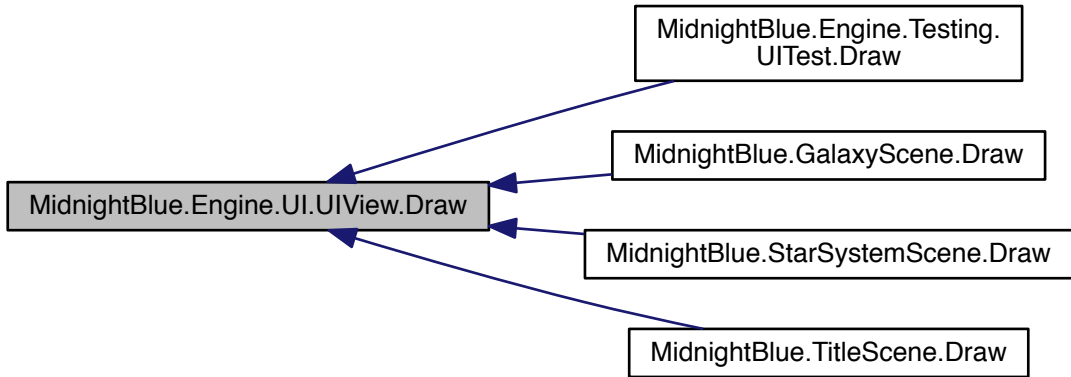 MidnightBlue.Engine.Testing.
UITest.Draw
MidnightBlue.GalaxyScene.Draw
MidnightBlue.Engine.UI.UIView.Draw
MidnightBlue.StarSystemScene.Draw
MidnightBlue.TitleScene.Draw